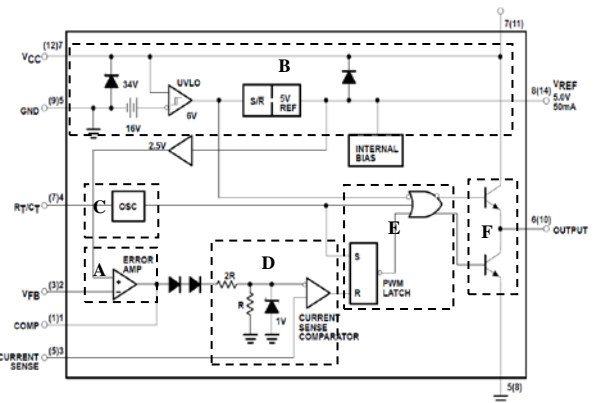 7(11)
VCC
(12)7
B
UVLO
34V
S/R
5V
REF
8(14)
VREF
5.0V
50mA
GND
(9)5
16V
6V
2.5V
INTERNAL
BIAS
RT/CT
(7)4
C
OSC
E
F
6(10)
OUTPUT
A
ERROR
AMP
D
S
VFB
(3)2
2R
R
1V
R
PWM
LATCH
COMP
(1)1
CURRENT
SENSE
COMPARATOR
CURRENT
SENSE
(5)3
5(8)